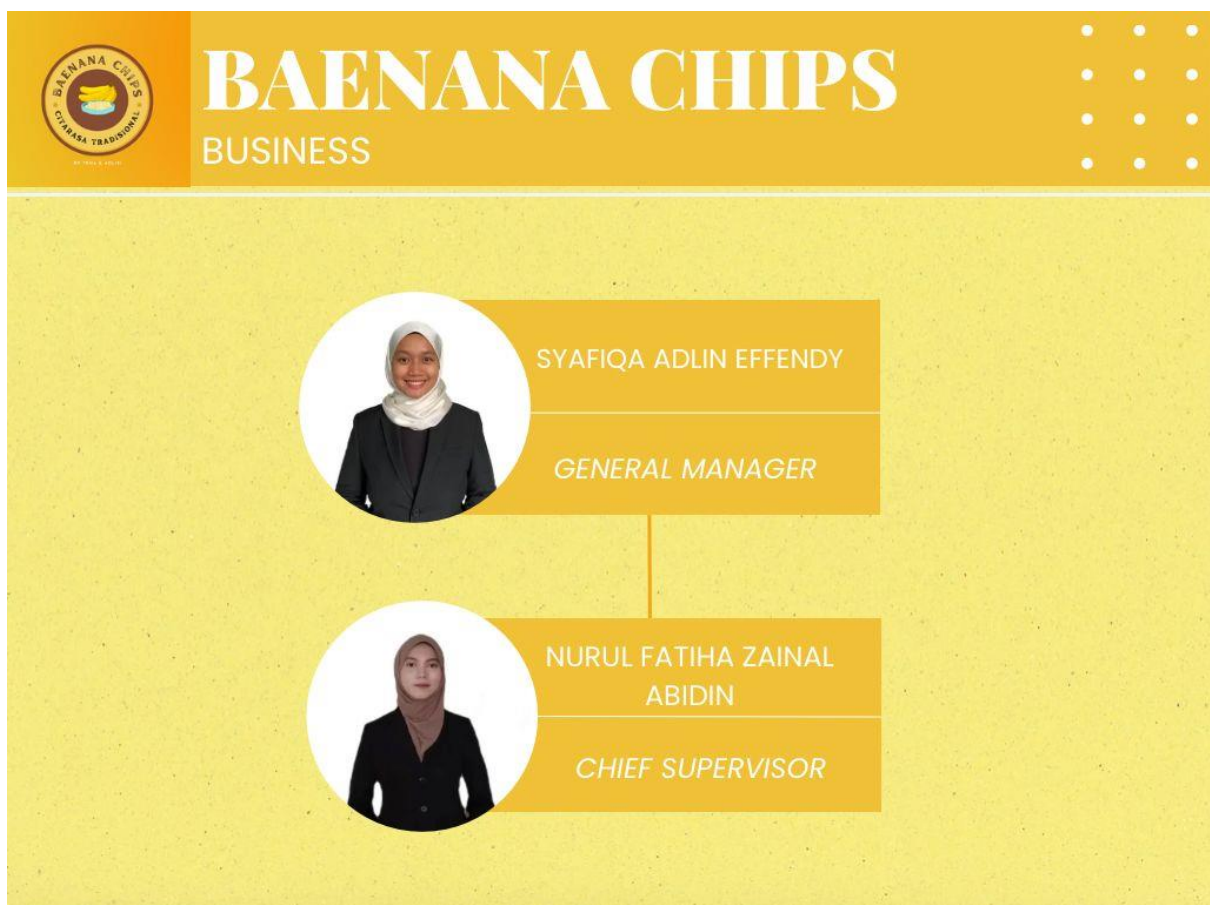 BAENANA CHIPS
CITARASA TRADISIONAL
BAENANA CHIPS
BUSINESS
SYAFIQA ADLIN EFFENDY
GENERAL MANAGER
NURUL FATIHA ZAINAL
ABIDIN
CHIEF SUPERVISOR